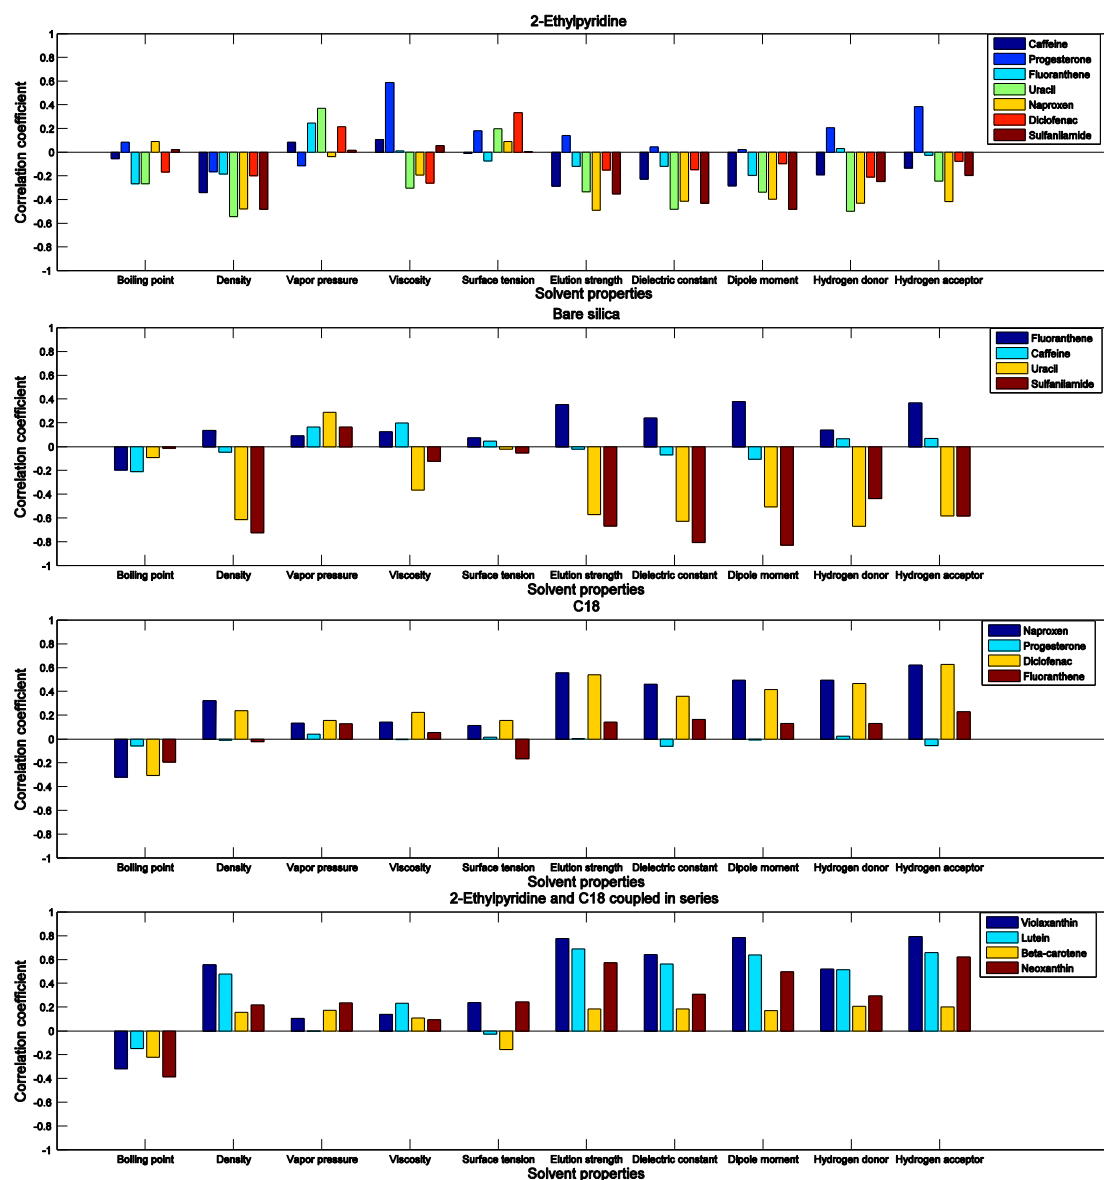 2-Ethylpyridine
1
0.8
0.6
0.4
0.2
0
-0.2
-0.4
-0.6
-0.8
-1
Correlation coefficient
Caffeine
Progesterone
Fluoranthene
Uracil
Naproxen
Diclofenac
Sulfanilamide
Boiling point Density Vapor pressure Viscosity Surface tension Elution strength Dielectric constant Dipole moment Hydrogen donor Hydrogen acceptor
Solvent properties
Bare silica
1
0.8
0.6
0.4
0.2
0
-0.2
-0.4
-0.6
-0.8
-1
Correlation coefficient
Fluoranthene
Caffeine
Uracil
Sulfanilamide
Boiling point Density Vapor pressure Viscosity Surface tension Elution strength Dielectric constant Dipole moment Hydrogen donor Hydrogen acceptor
Solvent properties
C18
1
0.8
0.6
0.4
0.2
0
-0.2
-0.4
-0.6
-0.8
-1
Correlation coefficient
Naproxen
Progesterone
Diclofenac
Fluoranthene
Boiling point Density Vapor pressure Viscosity Surface tension Elution strength Dielectric constant Dipole moment Hydrogen donor Hydrogen acceptor
Solvent properties
2-Ethylpyridine and C18 coupled in series
1
0.8
0.6
0.4
0.2
0
-0.2
-0.4
-0.6
-0.8
-1
Correlation coefficient
Violaxanthin
Lutein
Beta-carotene
Neoxanthin
Boiling point Density Vapor pressure Viscosity Surface tension Elution strength Dielectric constant Dipole moment Hydrogen donor Hydrogen acceptor
Solvent properties